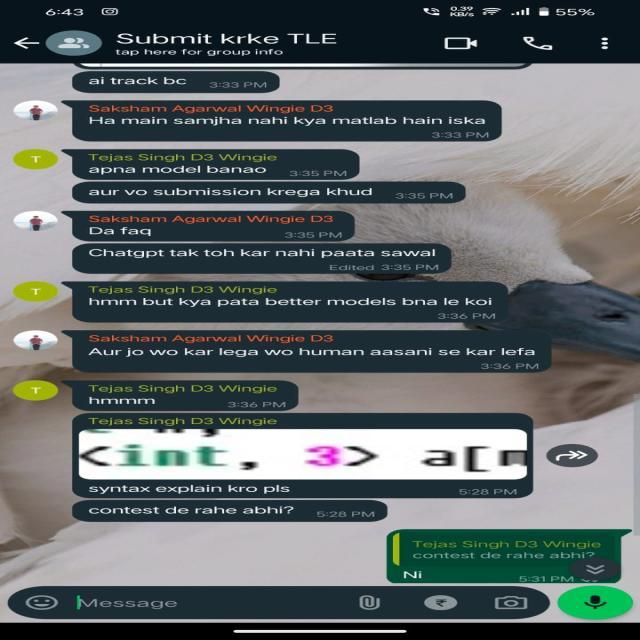 6:43
0.39
KB/s
55%
Submit krke TLE
tap here for group info
ai track bc 3:33 PM
Saksham Agarwal Wingie D3
Ha main samjha nahi kya matlab hain iska
3:33 PM
T
Tejas Singh D3 Wingie
apna model banao 3:35 PM
aur vo submission krega khud 3:35 PM
Saksham Agarwal Wingie D3
Da faq 3:35 PM
Chatgpt tak toh kar nahi paata sawal
Edited 3:35 PM
T
Tejas Singh D3 Wingie
hmm but kya pata better models bna le koi
3:36 PM
Saksham Agarwal Wingie D3
Aur jo wo kar lega wo human aasani se kar lefa
3:36 PM
T
Tejas Singh D3 Wingie
hmmm 3:36 PM
Tejas Singh D3 Wingie
<int, 3> a[n
syntax explain kro pls 5:28 PM
contest de rahe abhi? 5:28 PM
Tejas Singh D3 Wingie
contest de rahe abhi?
Ni 5:31 PM
Message